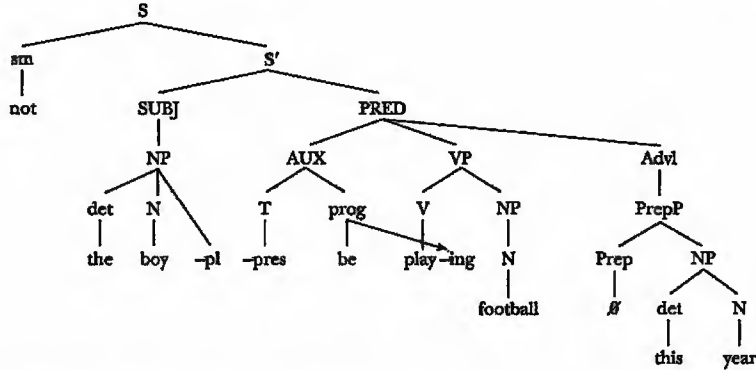 S
sm S′
not SUBJ PRED
NP AUX VP Advl
det N T prog V NP PrepP
the boy –pl –pres be play –ing N Prep NP
football Ø det N
this year